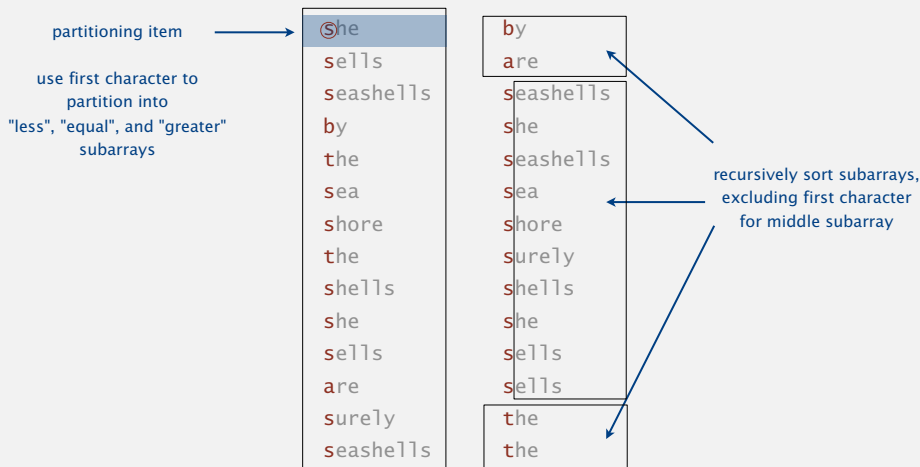 partitioning item
use first character to
partition into
"less", "equal", and "greater"
subarrays
she
sells
seashells
by
the
sea
shore
the
shells
she
sells
are
surely
seashells
by
are
seashells
she
seashells
sea
shore
surely
shells
she
sells
sells
the
the
recursively sort subarrays,
excluding first character
for middle subarray